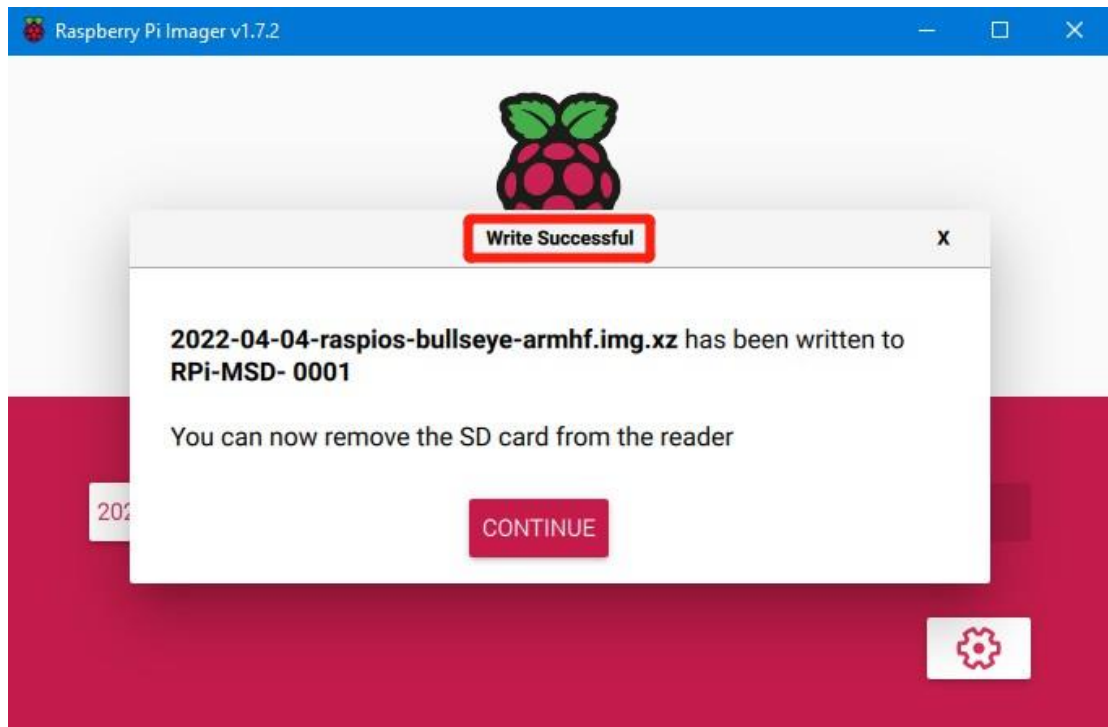 Raspberry Pi Imager v1.7.2
Write Successful
X
2022-04-04-raspios-bullseye-armhf.img.xz has been written to
RPi-MSD- 0001
You can now remove the SD card from the reader
202
CONTINUE